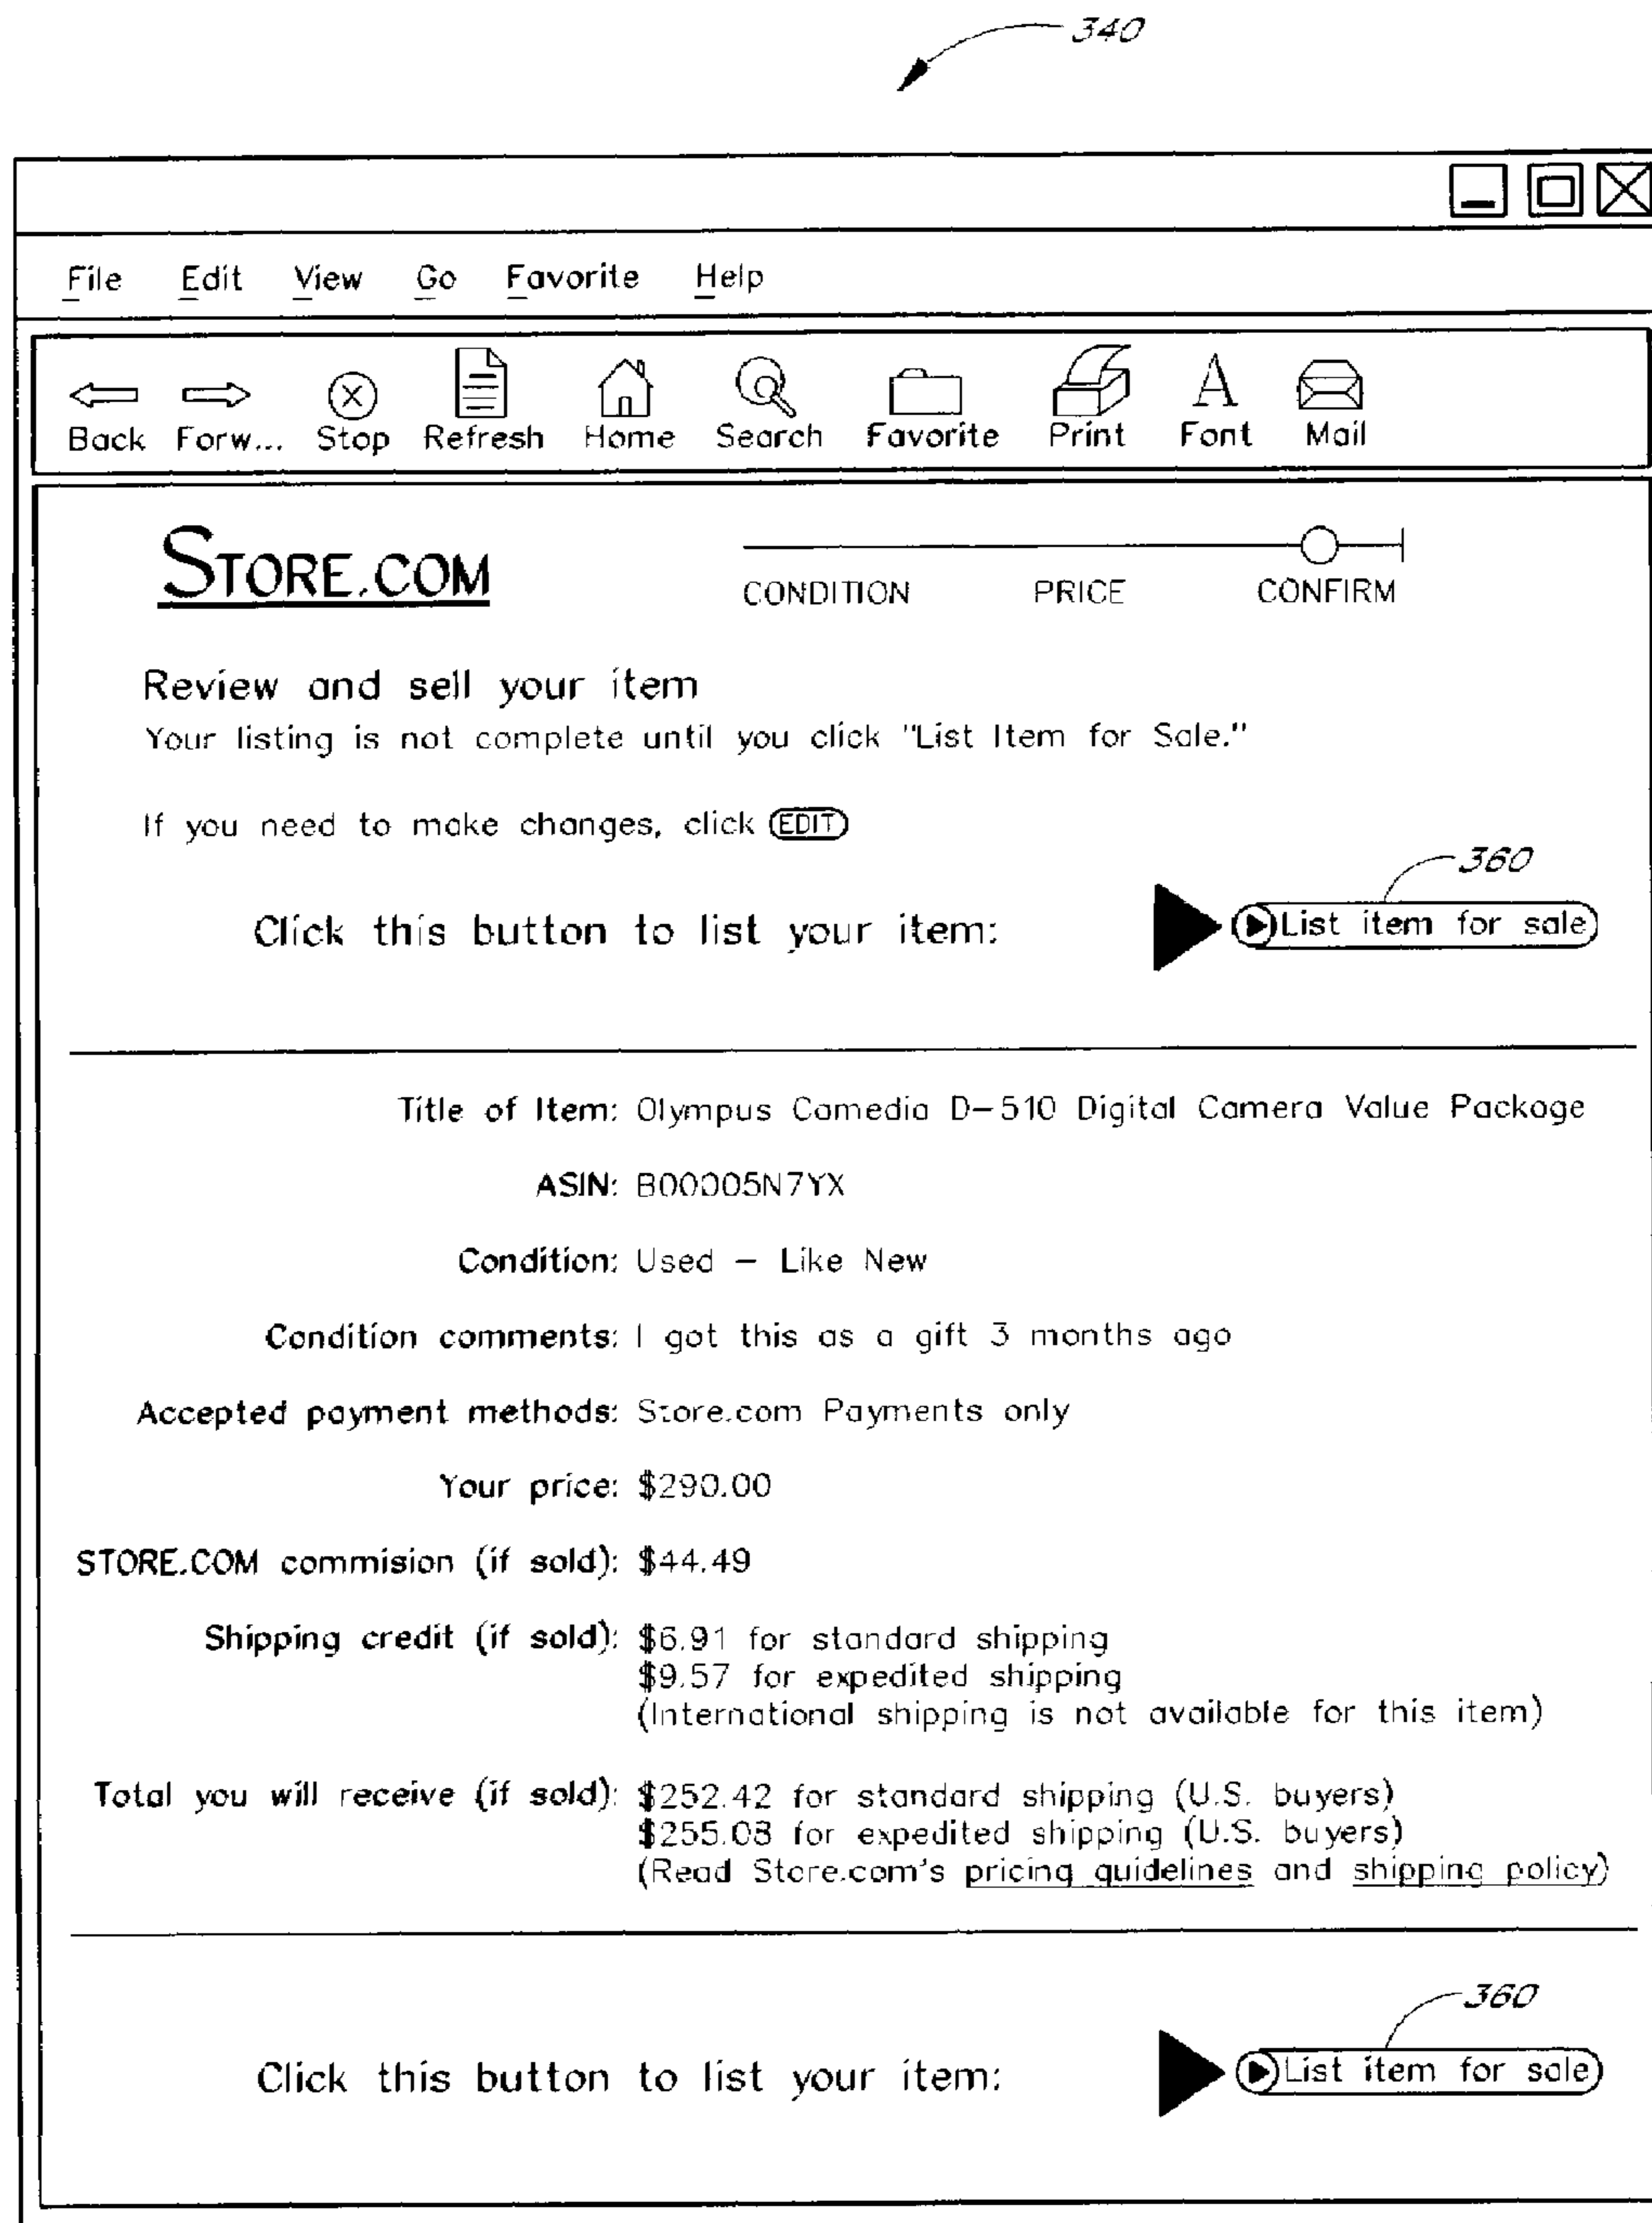 340
File Edit View Go Favorite Help
Back Forw... Stop Refresh Home Search Favorite Print Font Mail
STORE.COM
CONDITION PRICE CONFIRM
Review and sell your item
Your listing is not complete until you click "List Item for Sale."
If you need to make changes, click EDIT
360
Click this button to list your item: List item for sale
Title of Item: Olympus Camedia D-510 Digital Camera Value Package
ASIN: B00005N7YX
Condition: Used - Like New
Condition comments: I got this as a gift 3 months ago
Accepted payment methods: Store.com Payments only
Your price: $290.00
STORE.COM commision (if sold): $44.49
Shipping credit (if sold): $6.91 for standard shipping
$9.57 for expedited shipping
(International shipping is not available for this item)
Total you will receive (if sold): $252.42 for standard shipping (U.S. buyers)
$255.08 for expedited shipping (U.S. buyers)
(Read Store.com's pricing guidelines and shipping policy)
360
Click this button to list your item: List item for sale